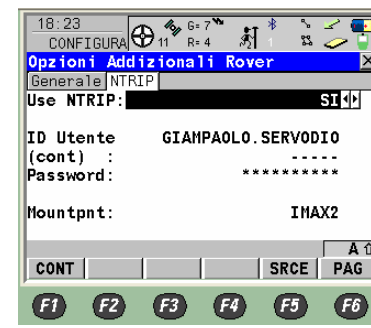 18:23
CONFIGURA
11
G= 7
R= 4
1
Opzioni Addizionali Rover
Generale NTRIP
Use NTRIP: SI
ID Utente GIAMPAOLO.SERVODIO
(cont) : -----
Password: **********
Mountpnt: IMAX2
A
CONT SRCE PAG
F1 F2 F3 F4 F5 F6